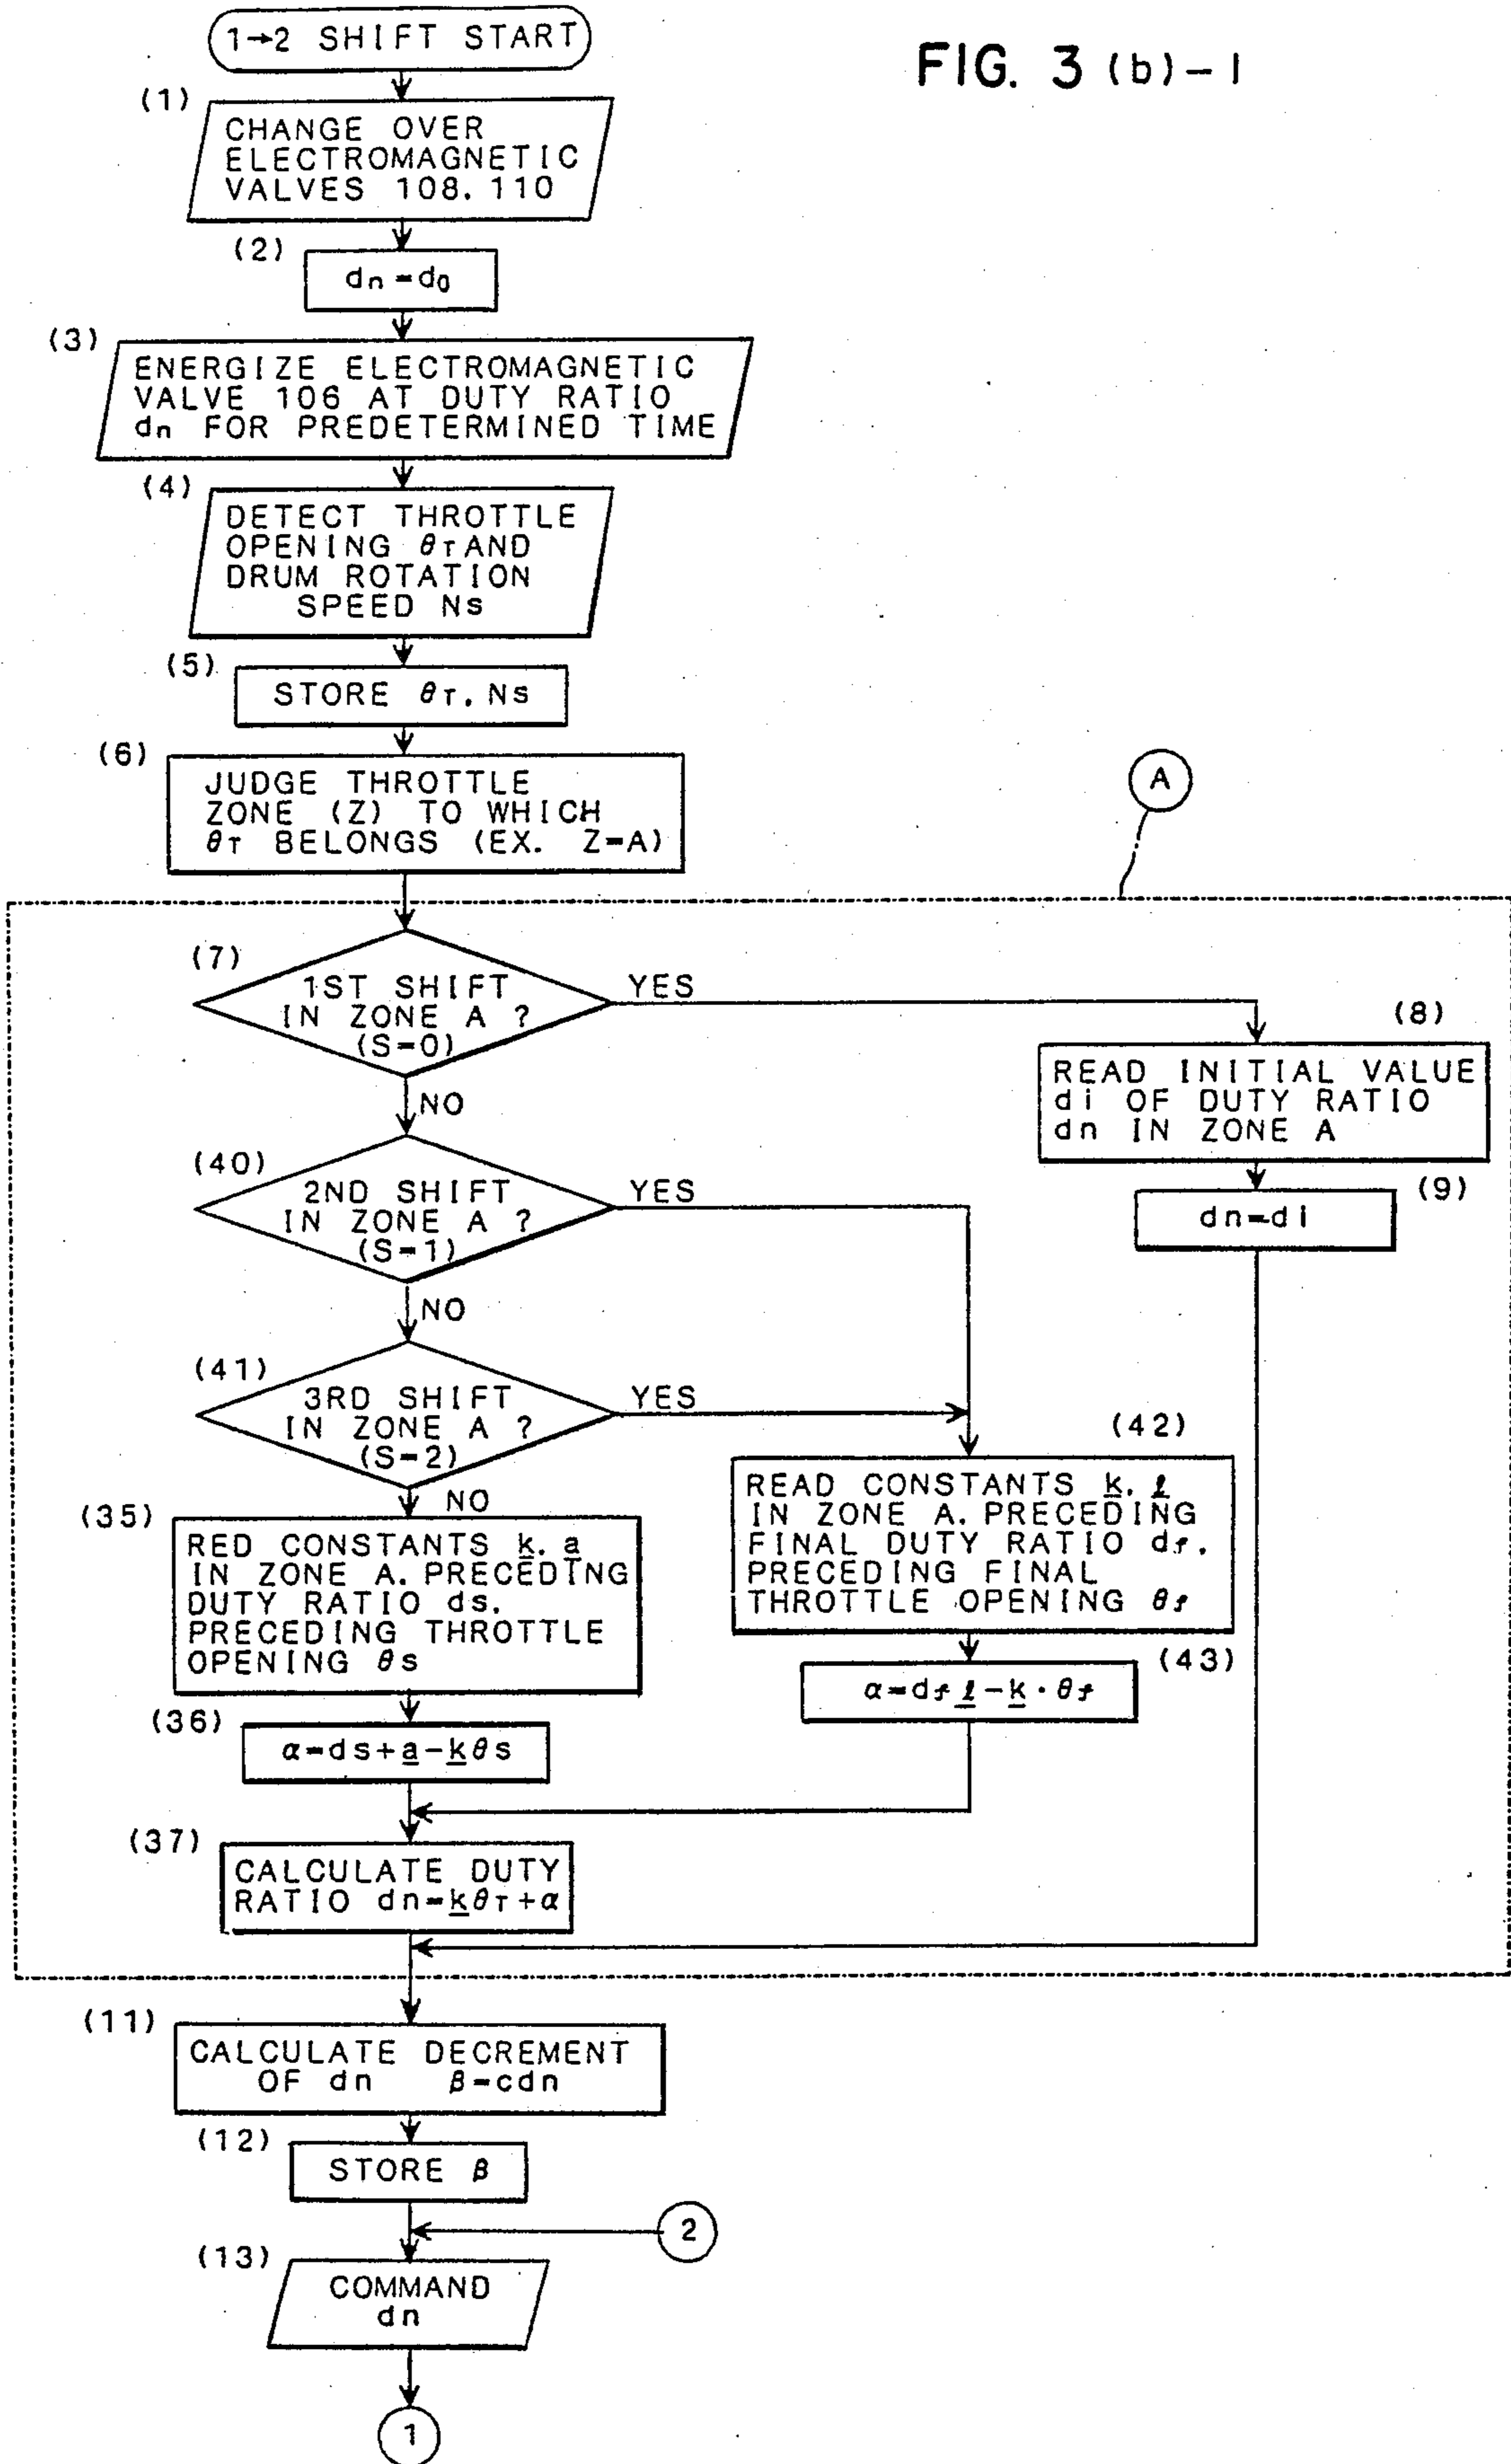 FIG. 3 (b)-1
1→2 SHIFT START
(1)
CHANGE OVER
ELECTROMAGNETIC
VALVES 108. 110
(2)
dn=d0
(3)
ENERGIZE ELECTROMAGNETIC
VALVE 106 AT DUTY RATIO
dn FOR PREDETERMINED TIME
(4)
DETECT THROTTLE
OPENING θT AND
DRUM ROTATION
SPEED Ns
(5)
STORE θT. Ns
(6)
JUDGE THROTTLE
ZONE (Z) TO WHICH
θT BELONGS (EX. Z=A)
A
(7)
1ST SHIFT
IN ZONE A ?
(S=0)
YES
NO
(8)
READ INITIAL VALUE
di OF DUTY RATIO
dn IN ZONE A
(9)
dn=di
(40)
2ND SHIFT
IN ZONE A ?
(S=1)
YES
NO
(41)
3RD SHIFT
IN ZONE A ?
(S=2)
YES
NO
(42)
READ CONSTANTS k. ℓ
IN ZONE A. PRECEDING
FINAL DUTY RATIO df.
PRECEDING FINAL
THROTTLE OPENING θf
(43)
α=df ℓ-k·θf
(35)
RED CONSTANTS k. a
IN ZONE A. PRECEDING
DUTY RATIO ds.
PRECEDING THROTTLE
OPENING θs
(36)
α=ds+a-kθs
(37)
CALCULATE DUTY
RATIO dn=kθT+α
(11)
CALCULATE DECREMENT
OF dn β=cdn
(12)
STORE β
2
(13)
COMMAND
dn
1